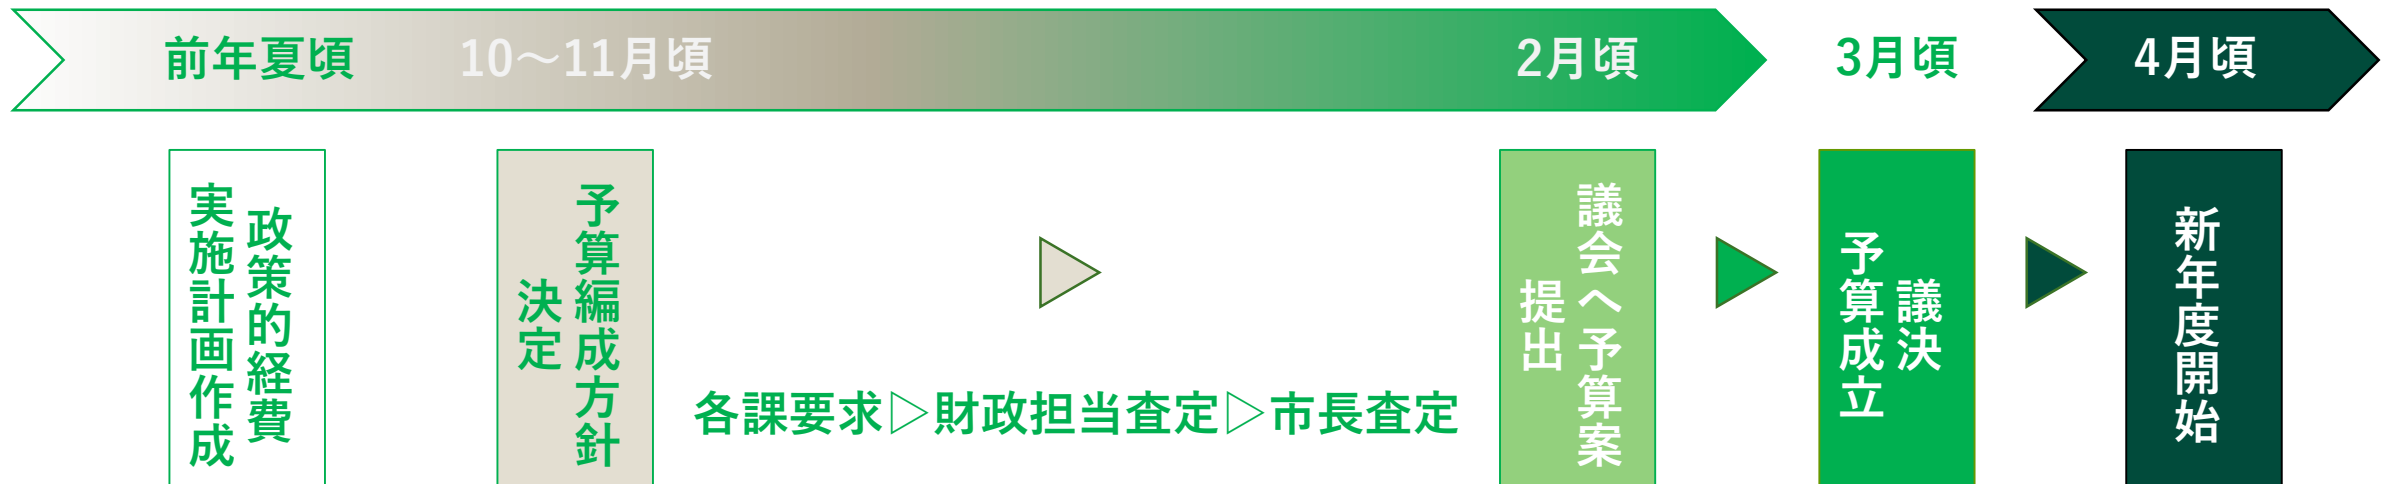 前年夏頃
10～11月頃
2月頃
3月頃
4月頃
政策的経費
実施計画作成
予算編成方針
決定
各課要求▷財政担当査定▷市長査定
議会へ予算案
提出
議決
予算成立
新年度開始